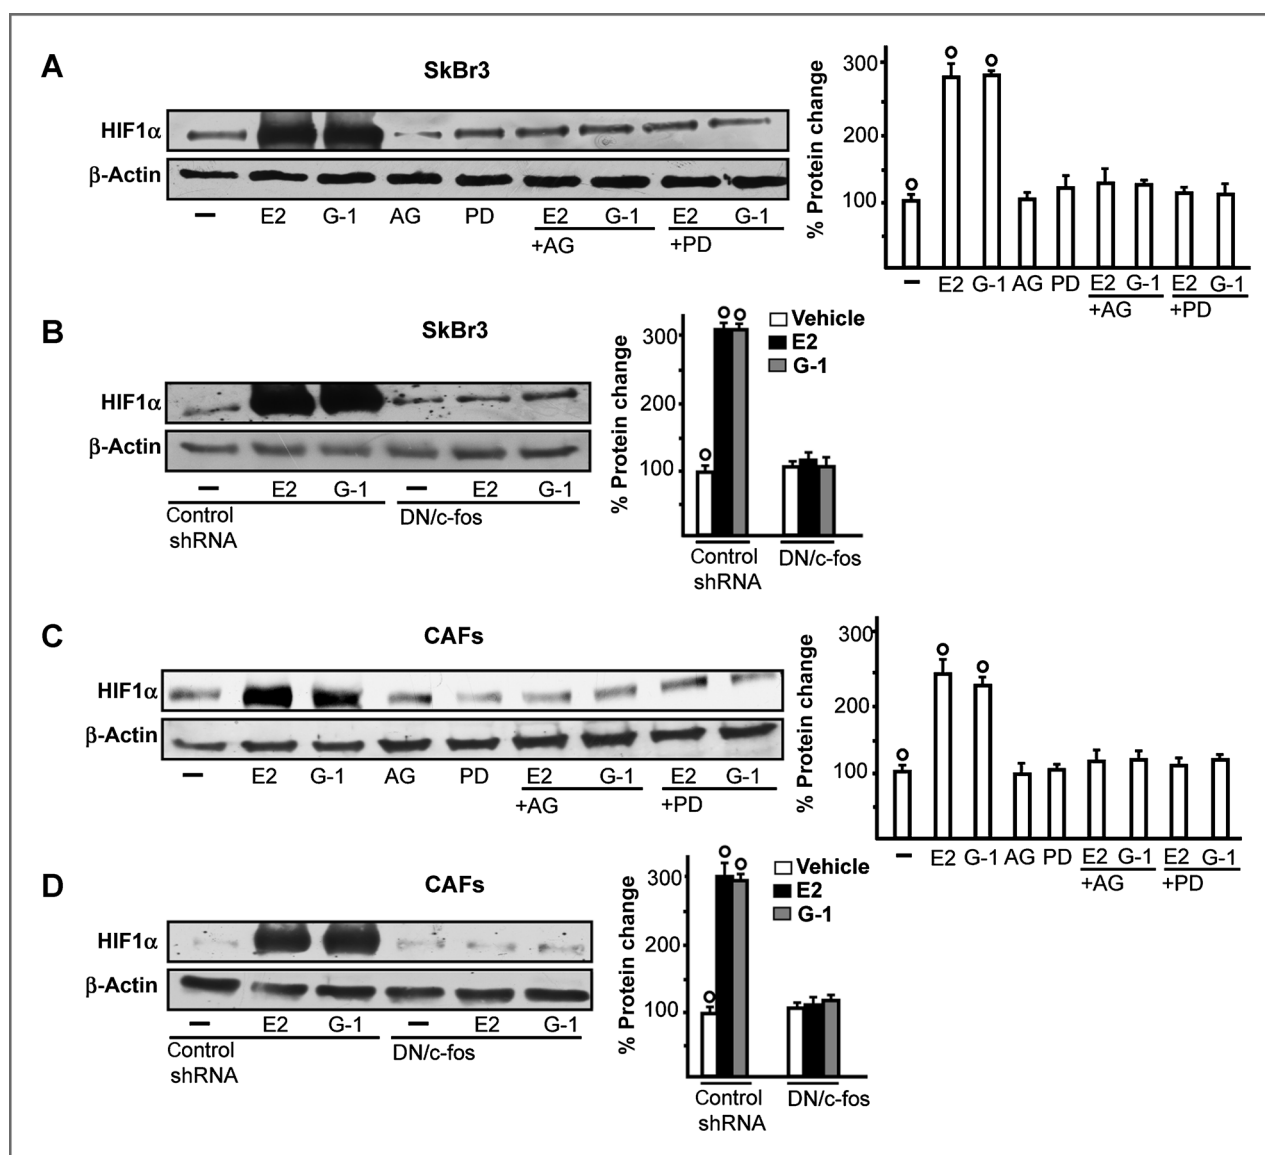 A
SkBr3
HIF1α
β-Actin
– E2 G-1 AG PD E2 G-1 E2 G-1
+AG +PD
% Protein change
300
200
100
– E2 G-1 AG PD E2 G-1 E2 G-1
+AG +PD
B
SkBr3
HIF1α
β-Actin
– E2 G-1 – E2 G-1
Control shRNA DN/c-fos
% Protein change
300
200
100
Vehicle
E2
G-1
Control shRNA DN/c-fos
C
CAFs
HIF1α
β-Actin
– E2 G-1 AG PD E2 G-1 E2 G-1
+AG +PD
% Protein change
300
200
100
– E2 G-1 AG PD E2 G-1 E2 G-1
+AG +PD
D
CAFs
HIF1α
β-Actin
– E2 G-1 – E2 G-1
Control shRNA DN/c-fos
% Protein change
300
200
100
Vehicle
E2
G-1
Control shRNA DN/c-fos